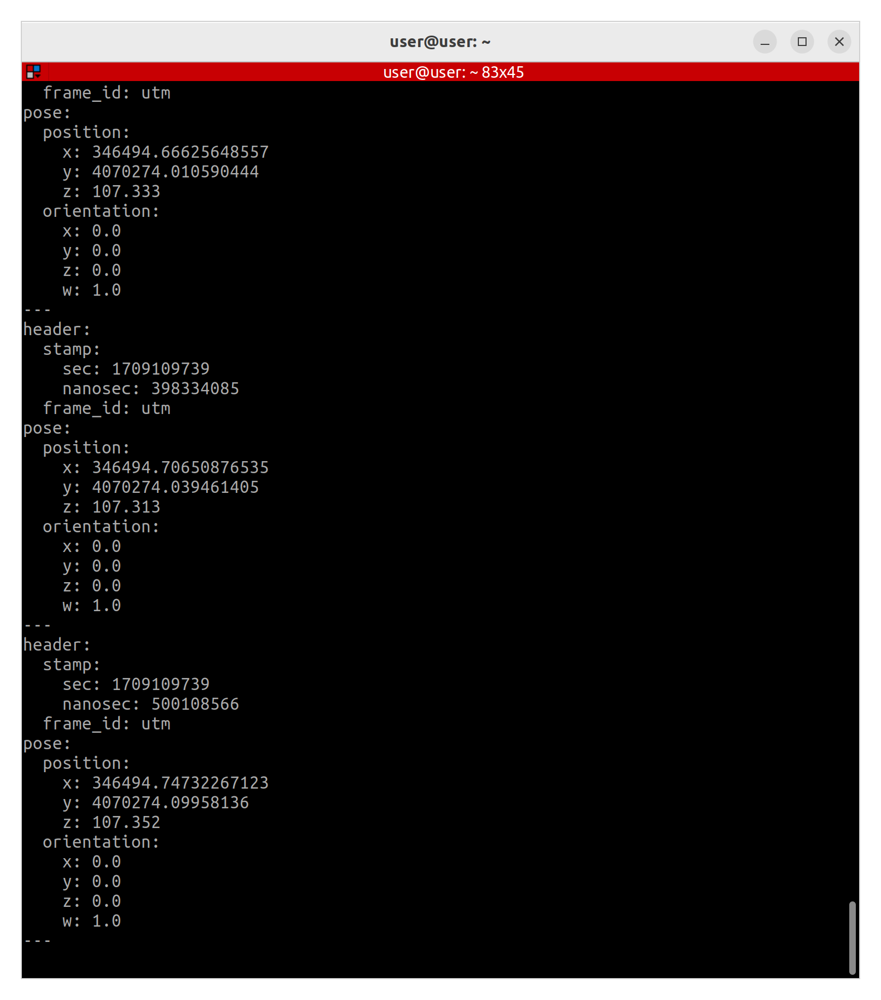 user@user: ~
user@user: ~ 83x45
  frame_id: utm
pose:
  position:
    x: 346494.66625648557
    y: 4070274.010590444
    z: 107.333
  orientation:
    x: 0.0
    y: 0.0
    z: 0.0
    w: 1.0
---
header:
  stamp:
    sec: 1709109739
    nanosec: 398334085
  frame_id: utm
pose:
  position:
    x: 346494.70650876535
    y: 4070274.039461405
    z: 107.313
  orientation:
    x: 0.0
    y: 0.0
    z: 0.0
    w: 1.0
---
header:
  stamp:
    sec: 1709109739
    nanosec: 500108566
  frame_id: utm
pose:
  position:
    x: 346494.74732267123
    y: 4070274.09958136
    z: 107.352
  orientation:
    x: 0.0
    y: 0.0
    z: 0.0
    w: 1.0
---